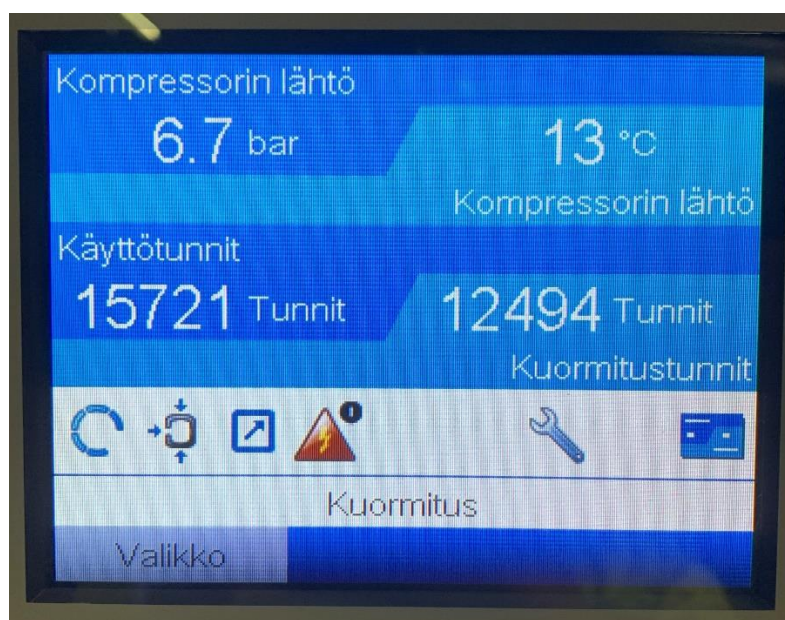 Kompressorin lähtö
6.7 bar
13 °C
Kompressorin lähtö
Käyttötunnit
15721 Tunnit
12494 Tunnit
Kuormitustunnit
Kuormitus
Valikko